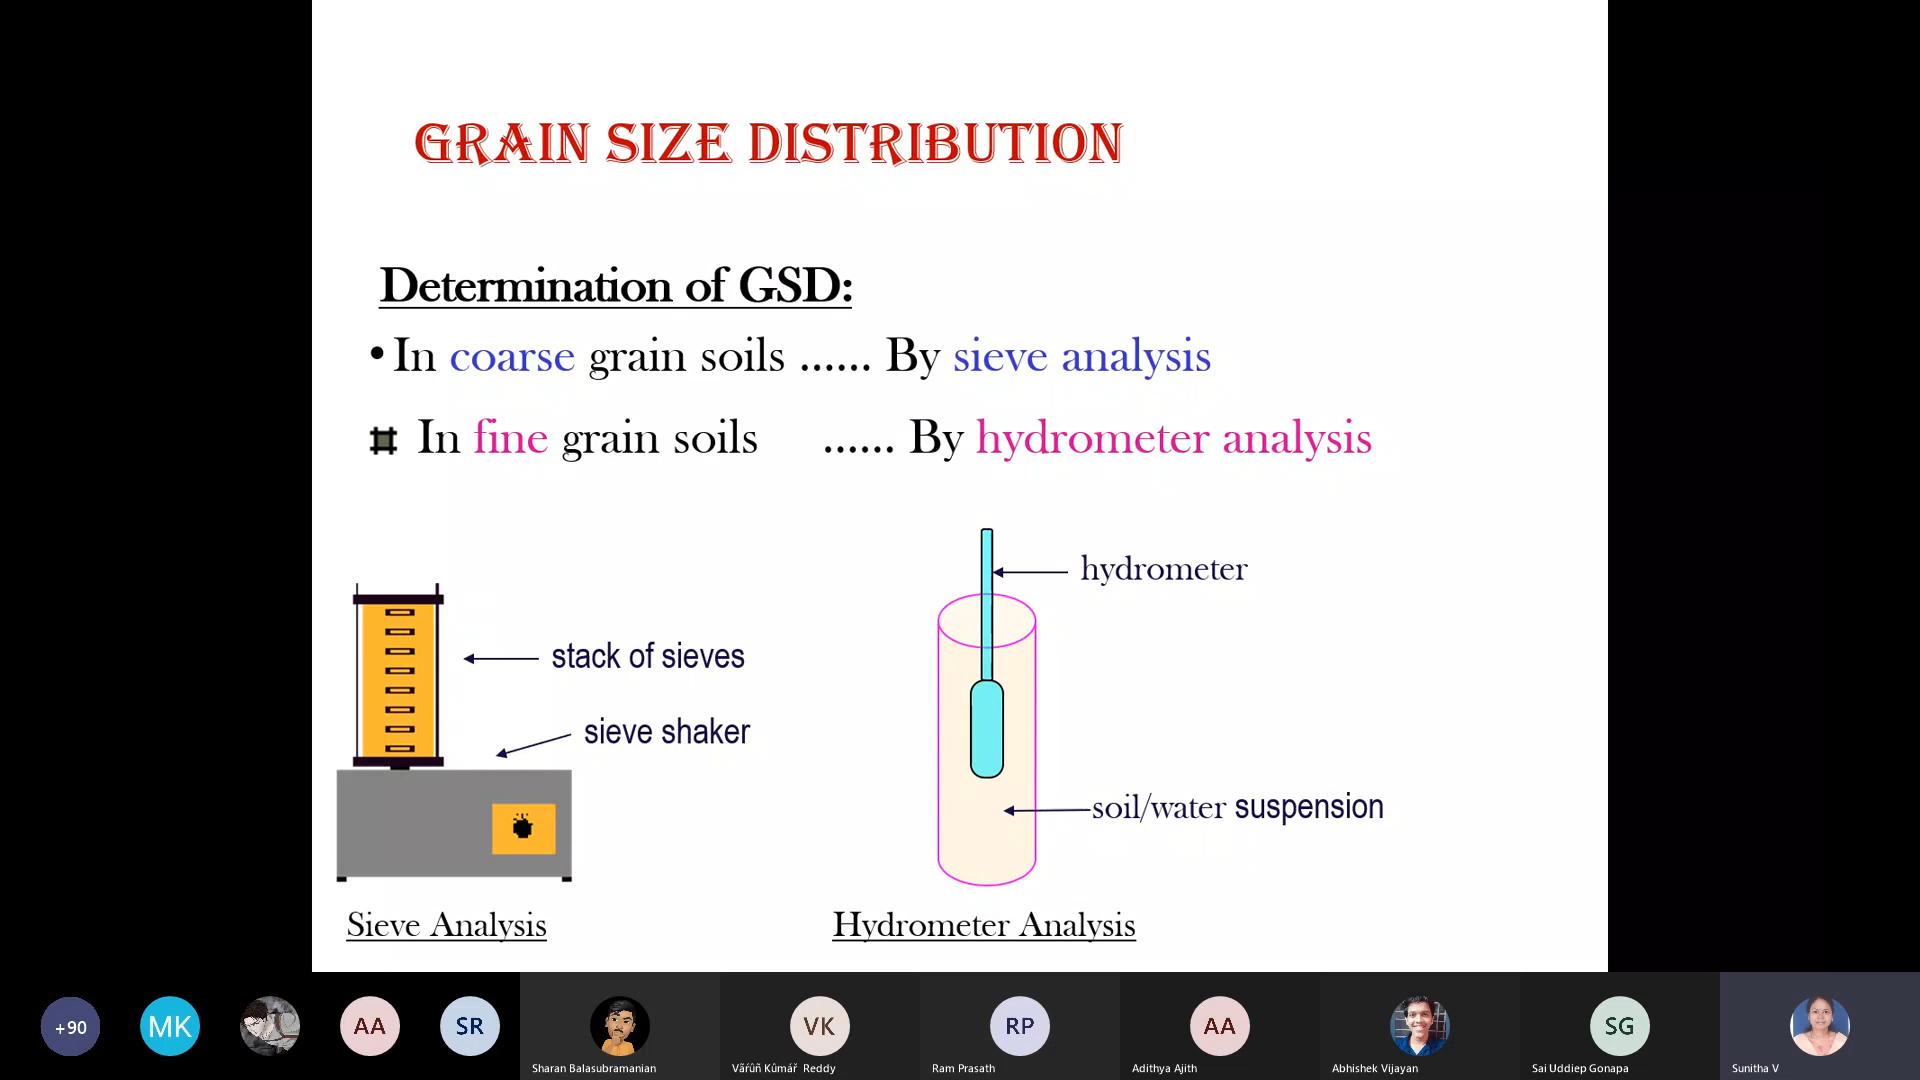 GRAIN SIZE DISTRIBUTION
Determination of GSD:
• In coarse grain soils ...... By sieve analysis
In fine grain soils ...... By hydrometer analysis
hydrometer
stack of sieves
sieve shaker
soil/water suspension
Sieve Analysis
Hydrometer Analysis
+90
MK
AA
SR
VK
RP
AA
SG
Sharan Balasubramanian
Vãřûñ Kûmářˇ Reddy
Ram Prasath
Adithya Ajith
Abhishek Vijayan
Sai Uddiep Gonapa
Sunitha V